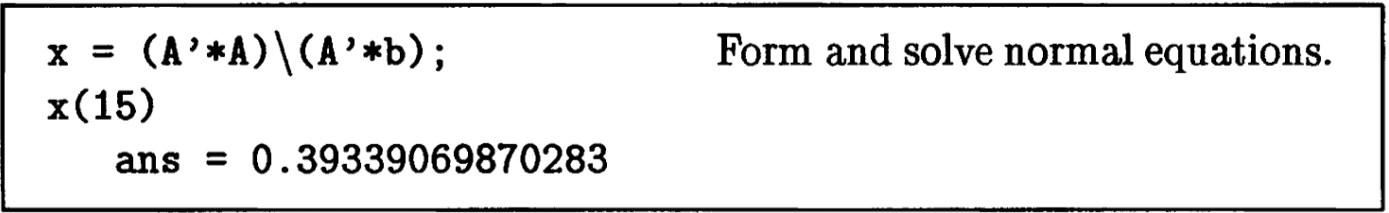 x = (A'*A)\(A'*b); Form and solve normal equations.
x(15)
ans = 0.39339069870283